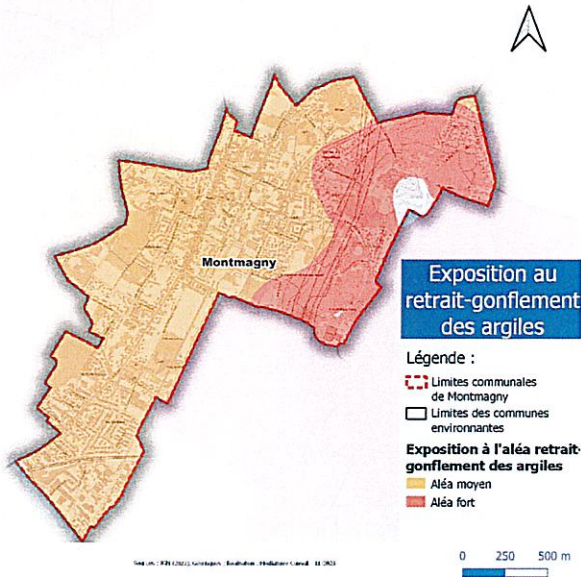 Montmagny
Exposition au
retrait-gonflement
des argiles
Légende :
Limites communales
de Montmagny
Limites des communes
environnantes
Exposition à l'aléa retrait-
gonflement des argiles
Aléa moyen
Aléa fort
0 250 500 m